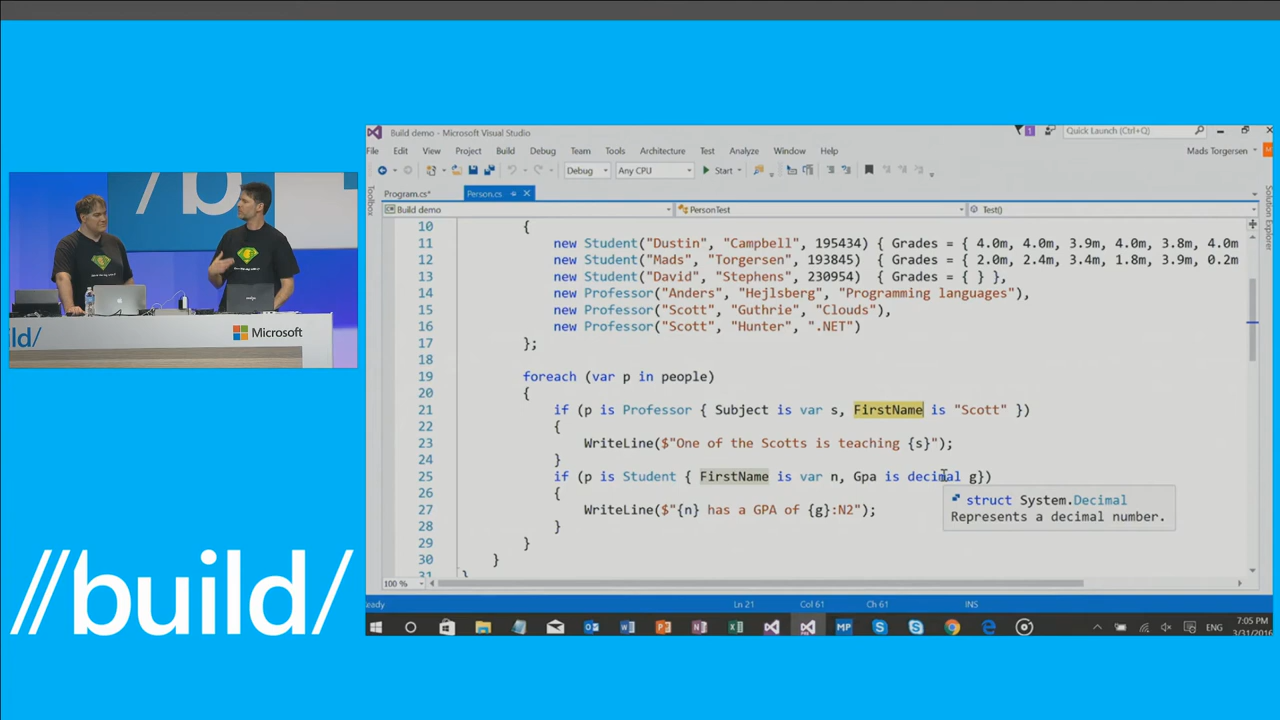 /b
ild/
Microsoft
//build/
Build demo - Microsoft Visual Studio
1
Quick Launch (Ctrl+Q)
File Edit View Project Build Debug Team Tools Architecture Test Analyze Window Help
Mads Torgersen
Debug Any CPU Start
Toolbox
Program.cs* Person.cs
Solution Explorer
Build demo PersonTest Test()
10 {
11 new Student("Dustin", "Campbell", 195434) { Grades = { 4.0m, 4.0m, 3.9m, 4.0m, 3.8m, 4.0m
12 new Student("Mads", "Torgersen", 193845) { Grades = { 2.0m, 2.4m, 3.4m, 1.8m, 3.9m, 0.2m
13 new Student("David", "Stephens", 230954) { Grades = { } },
14 new Professor("Anders", "Hejlsberg", "Programming languages"),
15 new Professor("Scott", "Guthrie", "Clouds"),
16 new Professor("Scott", "Hunter", ".NET")
17 };
18
19 foreach (var p in people)
20 {
21 if (p is Professor { Subject is var s, FirstName is "Scott" })
22 {
23 WriteLine($"One of the Scotts is teaching {s}");
24 }
25 if (p is Student { FirstName is var n, Gpa is decimal g})
26 {
27 WriteLine($"{n} has a GPA of {g}:N2");
28 }
29 }
30 }
31 }
struct System.Decimal
Represents a decimal number.
100 %
eady Ln 21 Col 61 Ch 61 INS
ENG
7:05 PM
3/31/2016